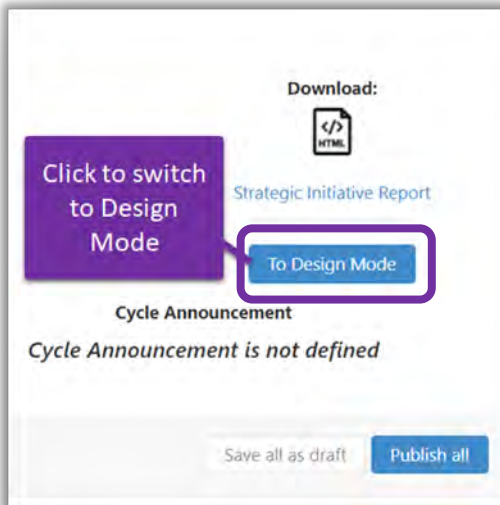 Download:
</>
HTML
Click to switch
to Design
Mode
Strategic Initiative Report
To Design Mode
Cycle Announcement
Cycle Announcement is not defined
Save all as draft
Publish all